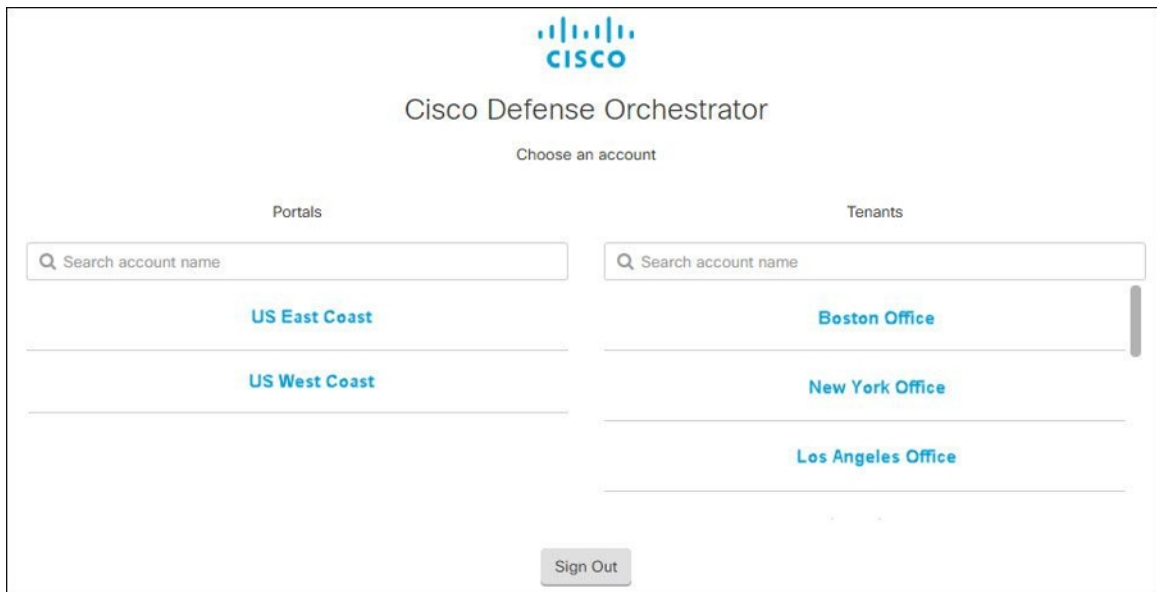 CISCO
Cisco Defense Orchestrator
Choose an account
Portals
Tenants
Search account name
Search account name
US East Coast
Boston Office
US West Coast
New York Office
Los Angeles Office
Sign Out